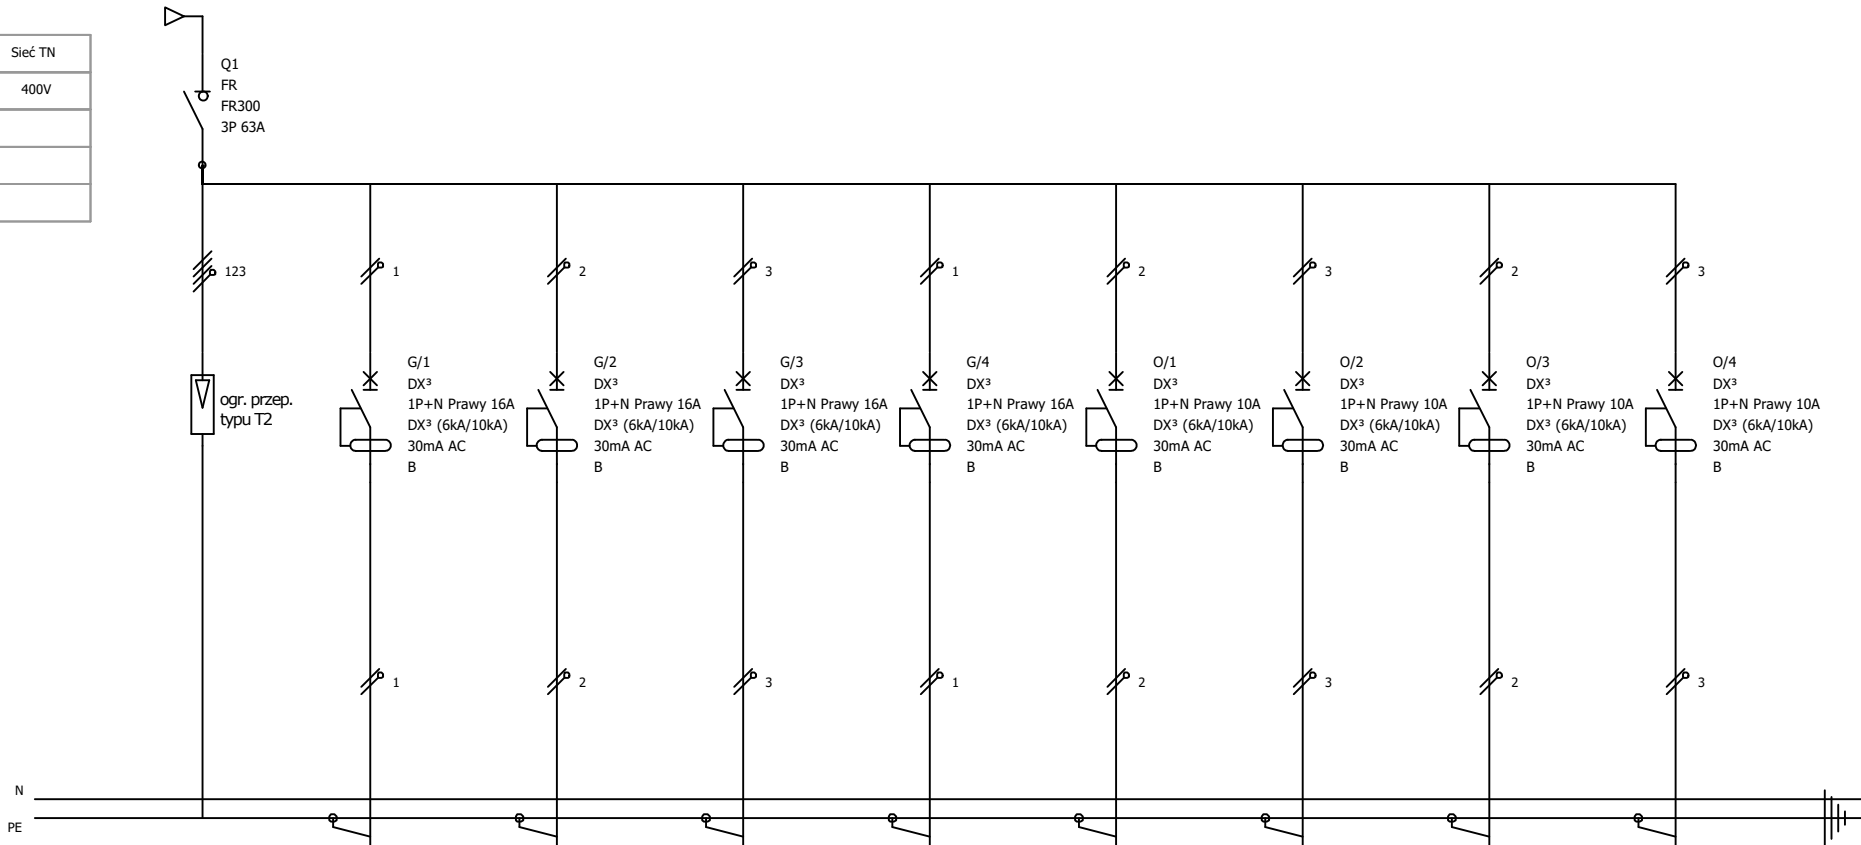 Sieć TN
400V
Q1
FR
FR300
3P 63A
123
1
2
3
1
2
3
2
3
ogr. przep.
typu T2
G/1
DX³
1P+N Prawy 16A
DX³ (6kA/10kA)
30mA AC
B
G/2
DX³
1P+N Prawy 16A
DX³ (6kA/10kA)
30mA AC
B
G/3
DX³
1P+N Prawy 16A
DX³ (6kA/10kA)
30mA AC
B
G/4
DX³
1P+N Prawy 16A
DX³ (6kA/10kA)
30mA AC
B
O/1
DX³
1P+N Prawy 10A
DX³ (6kA/10kA)
30mA AC
B
O/2
DX³
1P+N Prawy 10A
DX³ (6kA/10kA)
30mA AC
B
O/3
DX³
1P+N Prawy 10A
DX³ (6kA/10kA)
30mA AC
B
O/4
DX³
1P+N Prawy 10A
DX³ (6kA/10kA)
30mA AC
B
1
2
3
1
2
3
2
3
N
PE